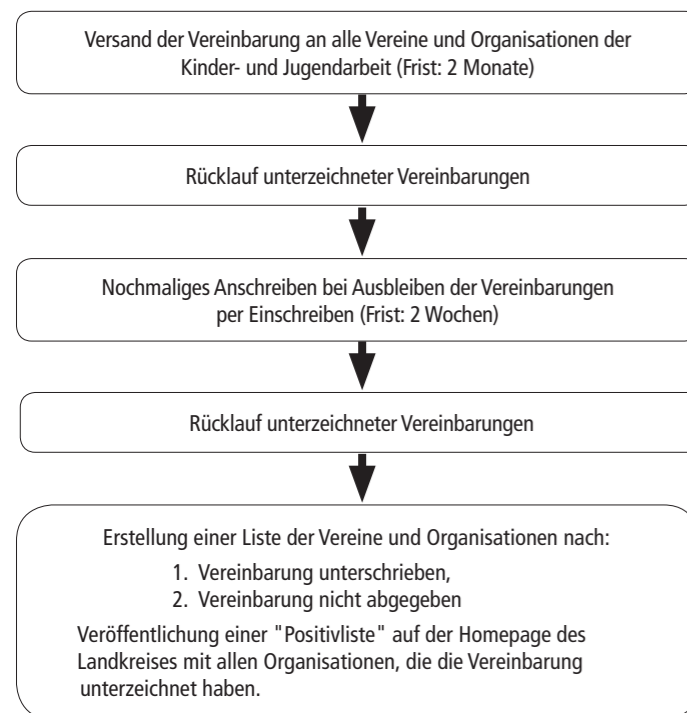 Versand der Vereinbarung an alle Vereine und Organisationen der
Kinder- und Jugendarbeit (Frist: 2 Monate)
Rücklauf unterzeichneter Vereinbarungen
Nochmaliges Anschreiben bei Ausbleiben der Vereinbarungen
per Einschreiben (Frist: 2 Wochen)
Rücklauf unterzeichneter Vereinbarungen
Erstellung einer Liste der Vereine und Organisationen nach:
1. Vereinbarung unterschrieben,
2. Vereinbarung nicht abgegeben
Veröffentlichung einer "Positivliste" auf der Homepage des
Landkreises mit allen Organisationen, die die Vereinbarung
unterzeichnet haben.